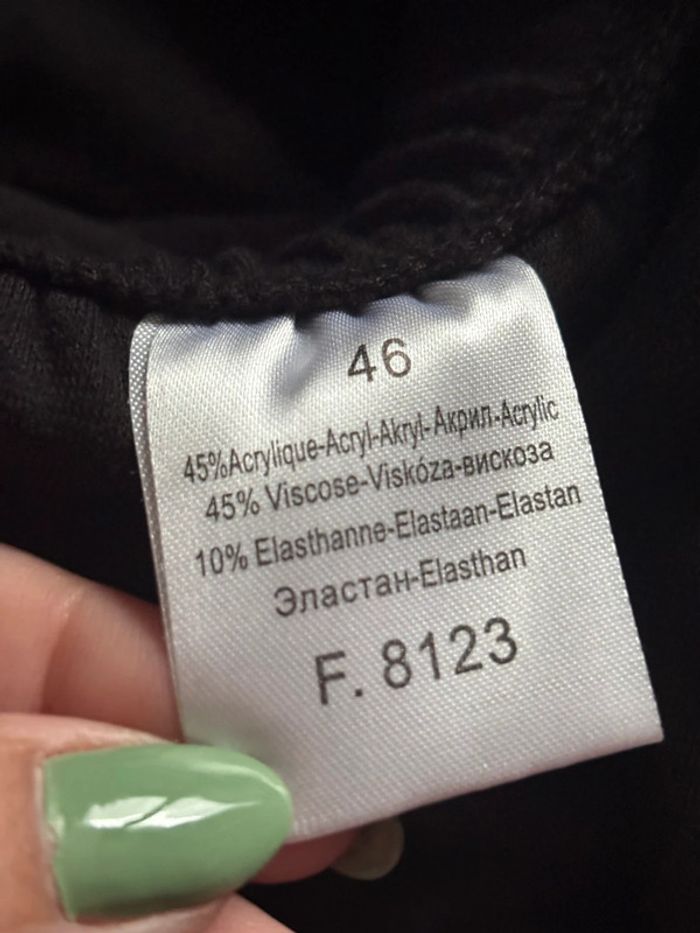 46
45%Acrylique-Acryl-Akryl-Акрил-Acrylic
45% Viscose-Viskóza-вискоза
10% Elasthanne-Elastaan-Elastan
Эластан-Elasthan
F. 8123